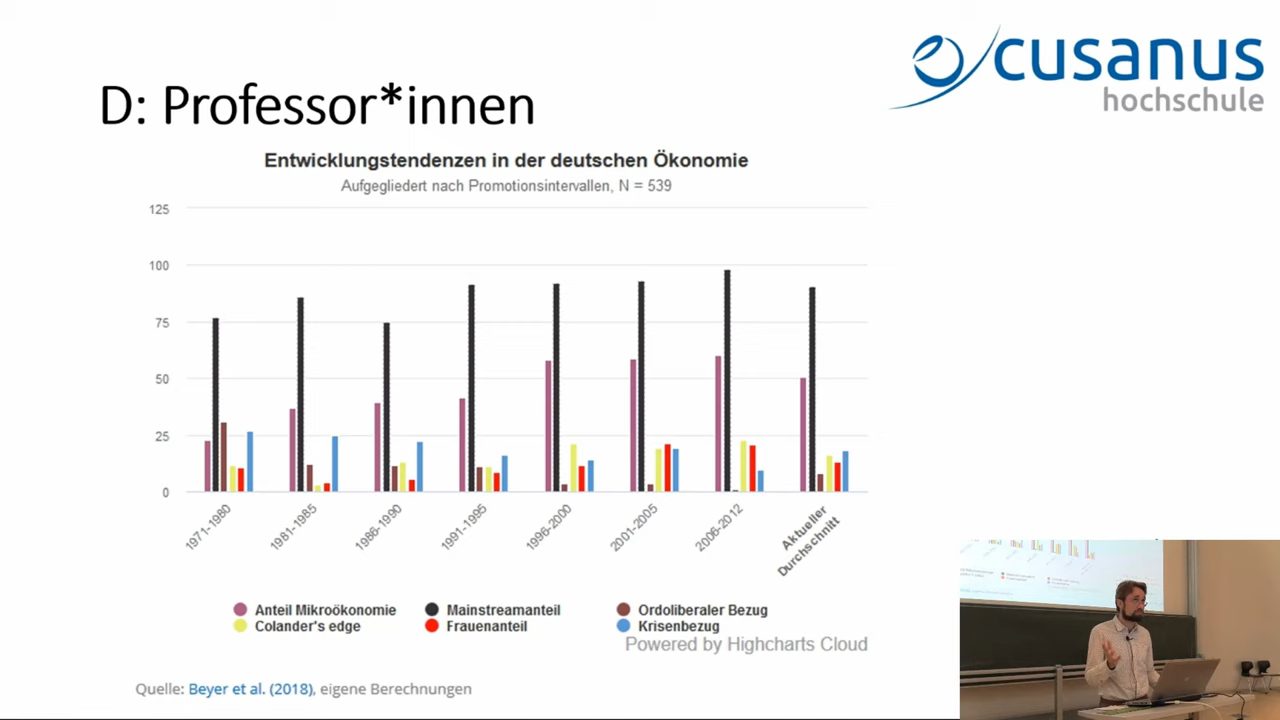 cusanus
hochschule
D: Professor*innen
Entwicklungstendenzen in der deutschen Ökonomie
Aufgegliedert nach Promotionsintervallen, N = 539
125
100
75
50
25
0
1971-1980
1981-1985
1986-1990
1991-1995
1996-2000
2001-2005
2006-2012
Aktueller
Durchschnitt
Anteil Mikroökonomie
Mainstreamanteil
Ordoliberaler Bezug
Colander's edge
Frauenanteil
Krisenbezug
Powered by Highcharts Cloud
Quelle: Beyer et al. (2018), eigene Berechnungen